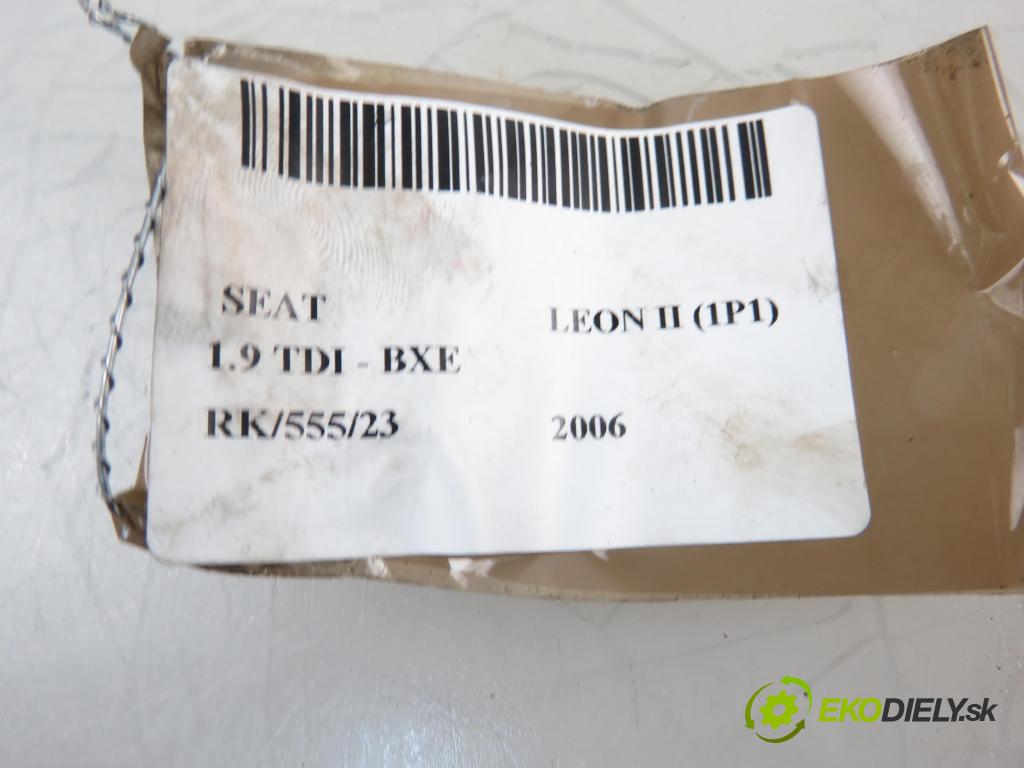 SEAT LEON II (1P1)
1.9 TDI - BXE
RK/555/23 2006
EKODIELY.sk